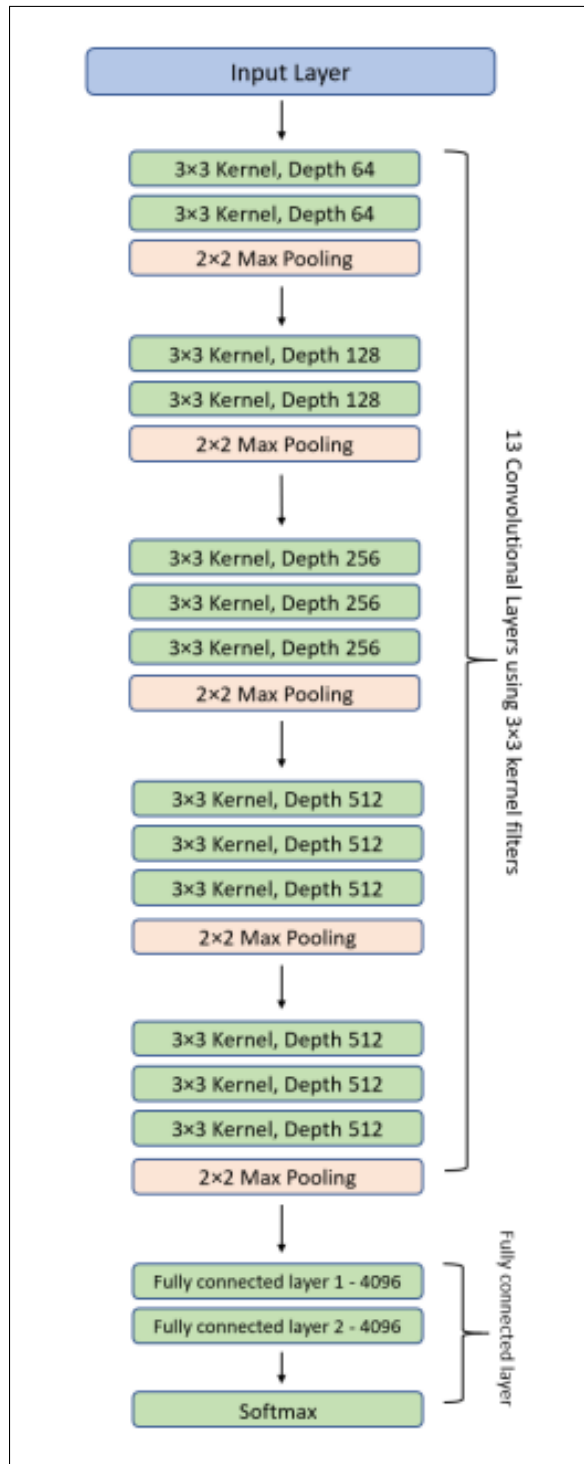 Input Layer
3×3 Kernel, Depth 64
3×3 Kernel, Depth 64
2×2 Max Pooling
3×3 Kernel, Depth 128
3×3 Kernel, Depth 128
2×2 Max Pooling
3×3 Kernel, Depth 256
3×3 Kernel, Depth 256
3×3 Kernel, Depth 256
2×2 Max Pooling
3×3 Kernel, Depth 512
3×3 Kernel, Depth 512
3×3 Kernel, Depth 512
2×2 Max Pooling
3×3 Kernel, Depth 512
3×3 Kernel, Depth 512
3×3 Kernel, Depth 512
2×2 Max Pooling
13 Convolutional Layers using 3×3 kernel filters
Fully connected layer 1 - 4096
Fully connected layer 2 - 4096
Softmax
Fully connected
layer